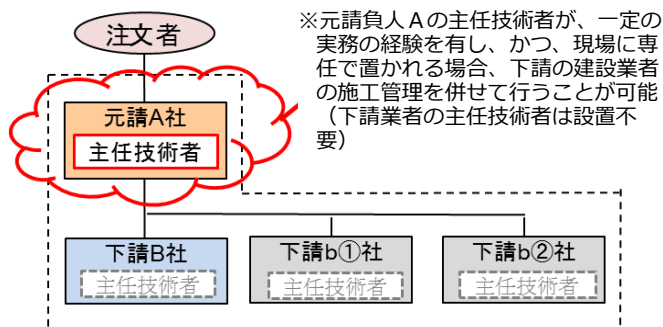 注文者
※元請負人Ａの主任技術者が、一定の
実務の経験を有し、かつ、現場に専
任で置かれる場合、下請の建設業者
の施工管理を併せて行うことが可能
（下請業者の主任技術者は設置不
要）
元請A社
主任技術者
下請B社
主任技術者
下請b①社
主任技術者
下請b②社
主任技術者